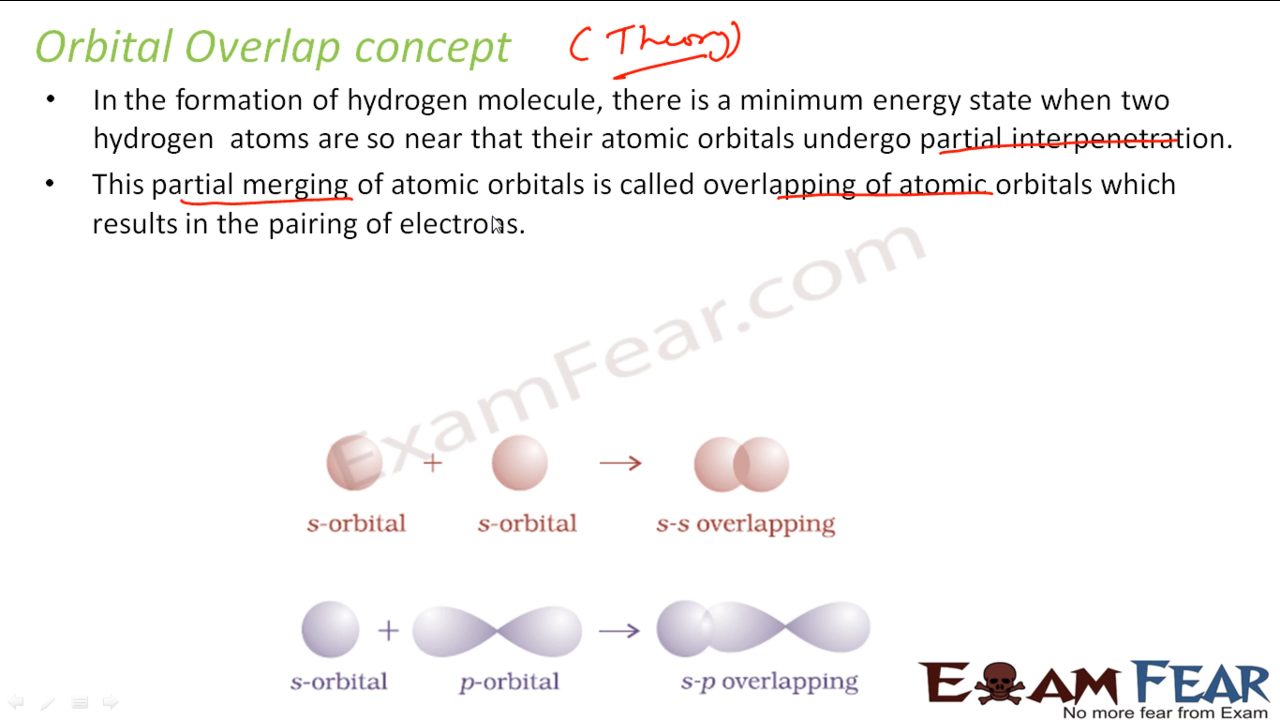 Orbital Overlap concept (Theory)
• In the formation of hydrogen molecule, there is a minimum energy state when two
hydrogen atoms are so near that their atomic orbitals undergo partial interpenetration.
• This partial merging of atomic orbitals is called overlapping of atomic orbitals which
results in the pairing of electrons.
ExamFear.com
+ →
s-orbital s-orbital s-s overlapping
+ →
s-orbital p-orbital s-p overlapping
EXAM FEAR
No more fear from Exam